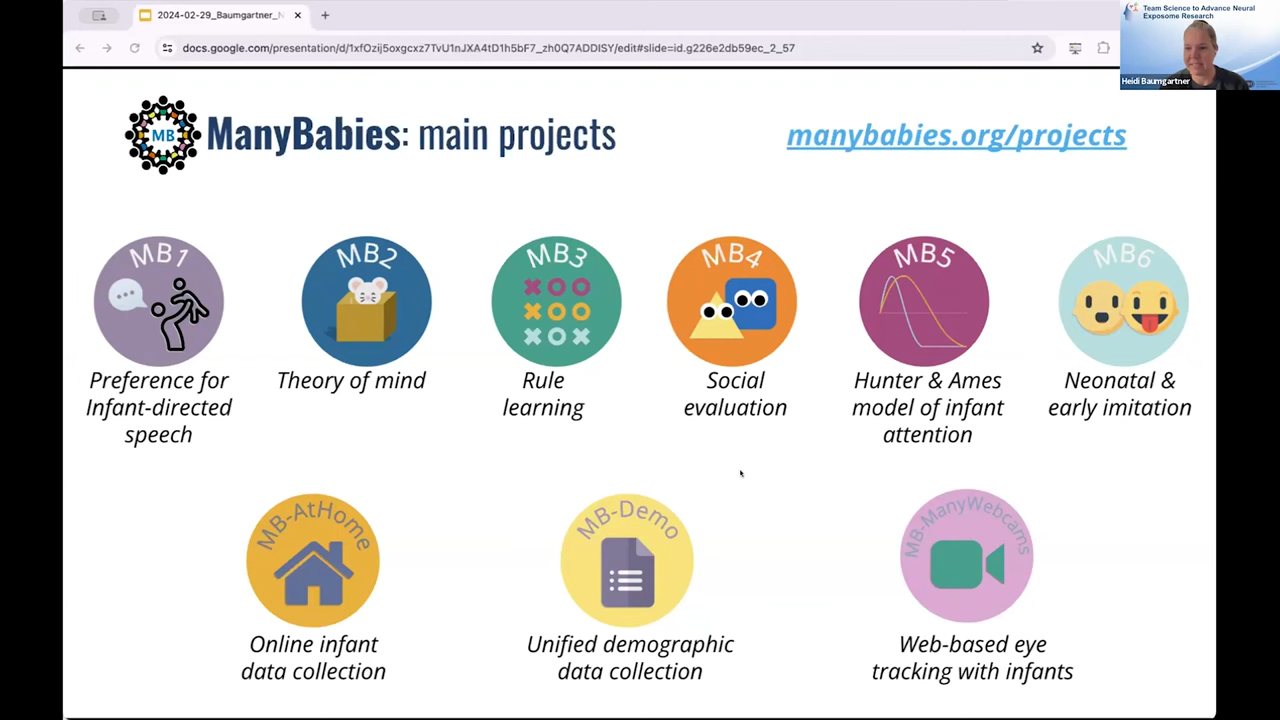 2024-02-29_Baumgartner_N
docs.google.com/presentation/d/1xfOzij5oxgcxz7TvU1nJXA4tD1h5bF7_zh0Q7ADDISY/edit#slide=id.g226e2db59ec_2_57
Team Science to Advance Neural
Exposome Research
Heidi Baumgartner
MB
ManyBabies: main projects
manybabies.org/projects
MB1
MB2
MB3
MB4
MB5
MB6
Preference for
Infant-directed
speech
Theory of mind
Rule
learning
Social
evaluation
Hunter & Ames
model of infant
attention
Neonatal &
early imitation
MB-AtHome
MB-Demo
MB-ManyWebcams
Online infant
data collection
Unified demographic
data collection
Web-based eye
tracking with infants